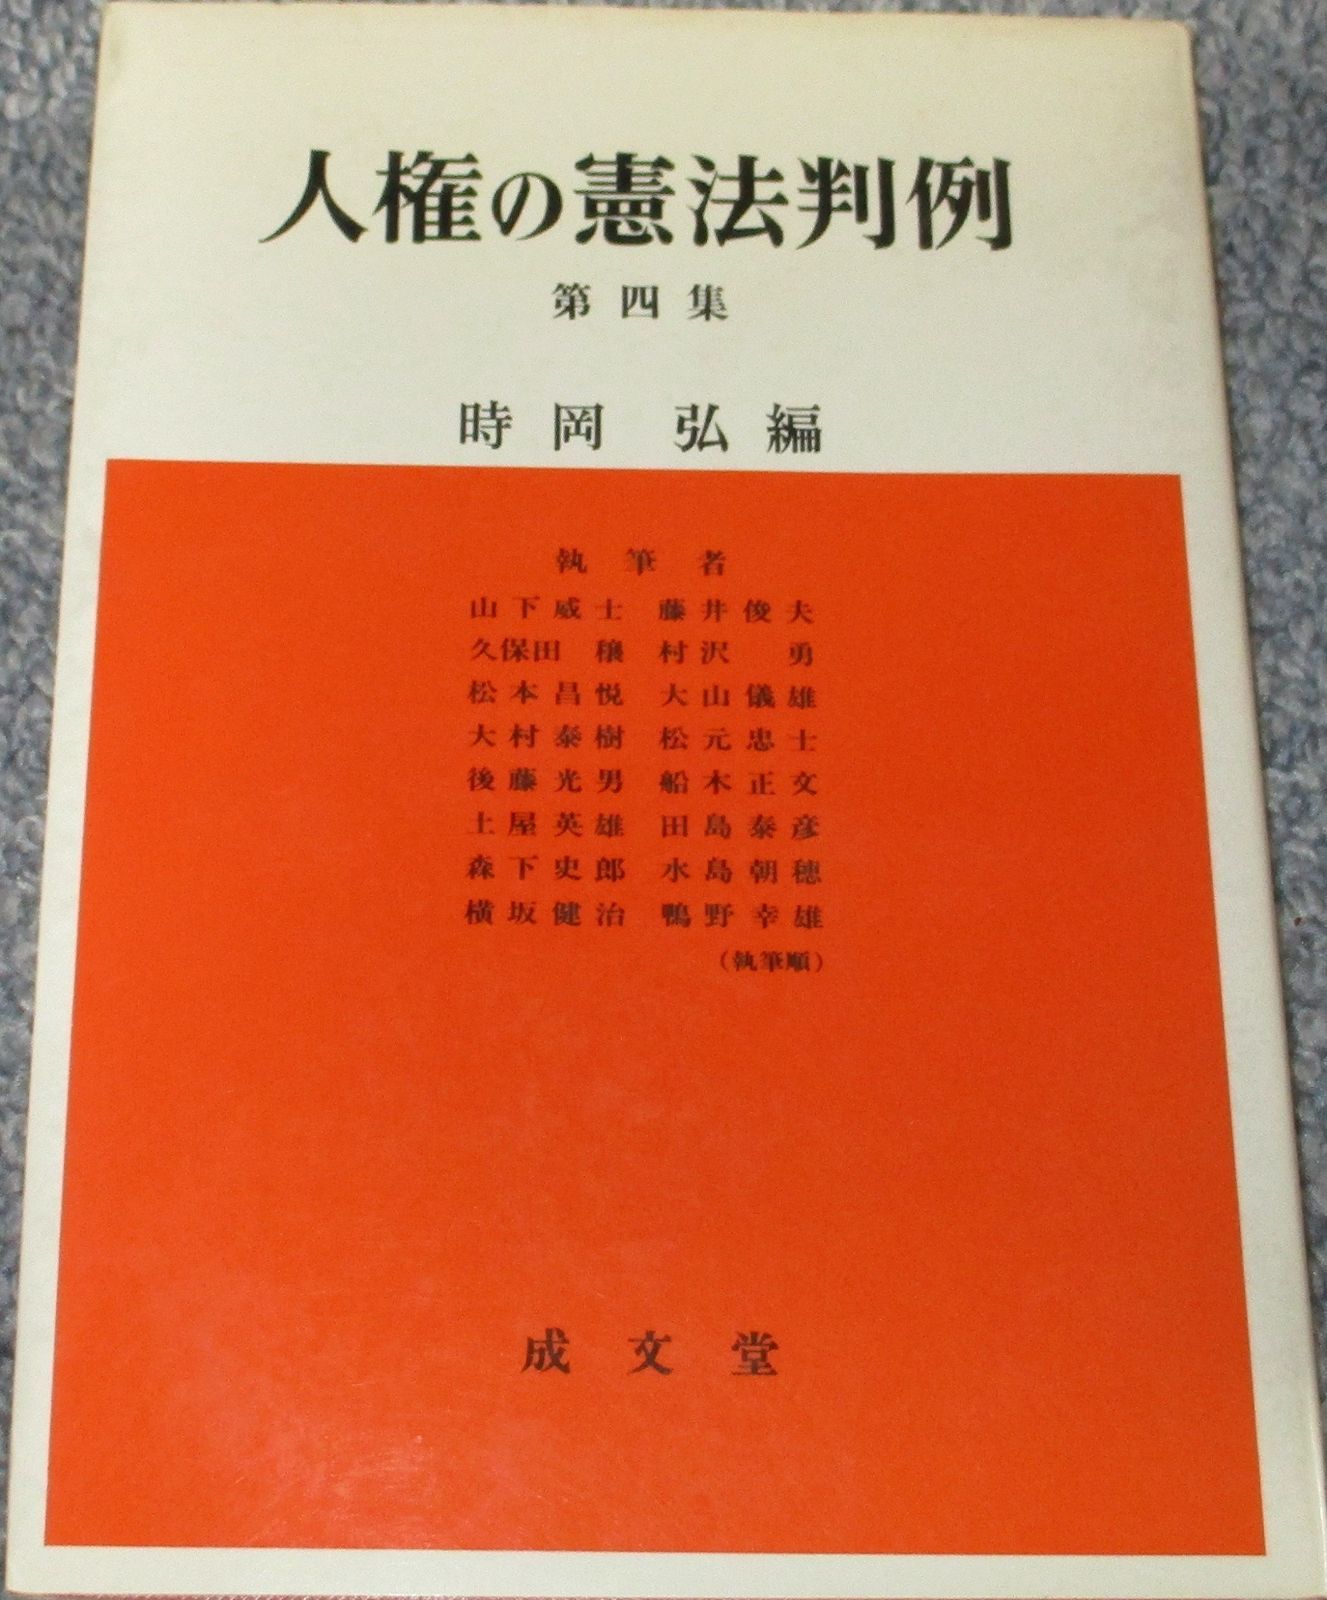 人権の憲法判例
第四集
時岡 弘編
執筆者
山下威士 藤井俊夫
久保田 穣 村沢 勇
松本昌悦 大山儀雄
大村泰樹 松元忠士
後藤光男 船木正文
土屋英雄 田島泰彦
森下史郎 水島朝穂
横坂健治 鴨野幸雄
(執筆順)
成文堂